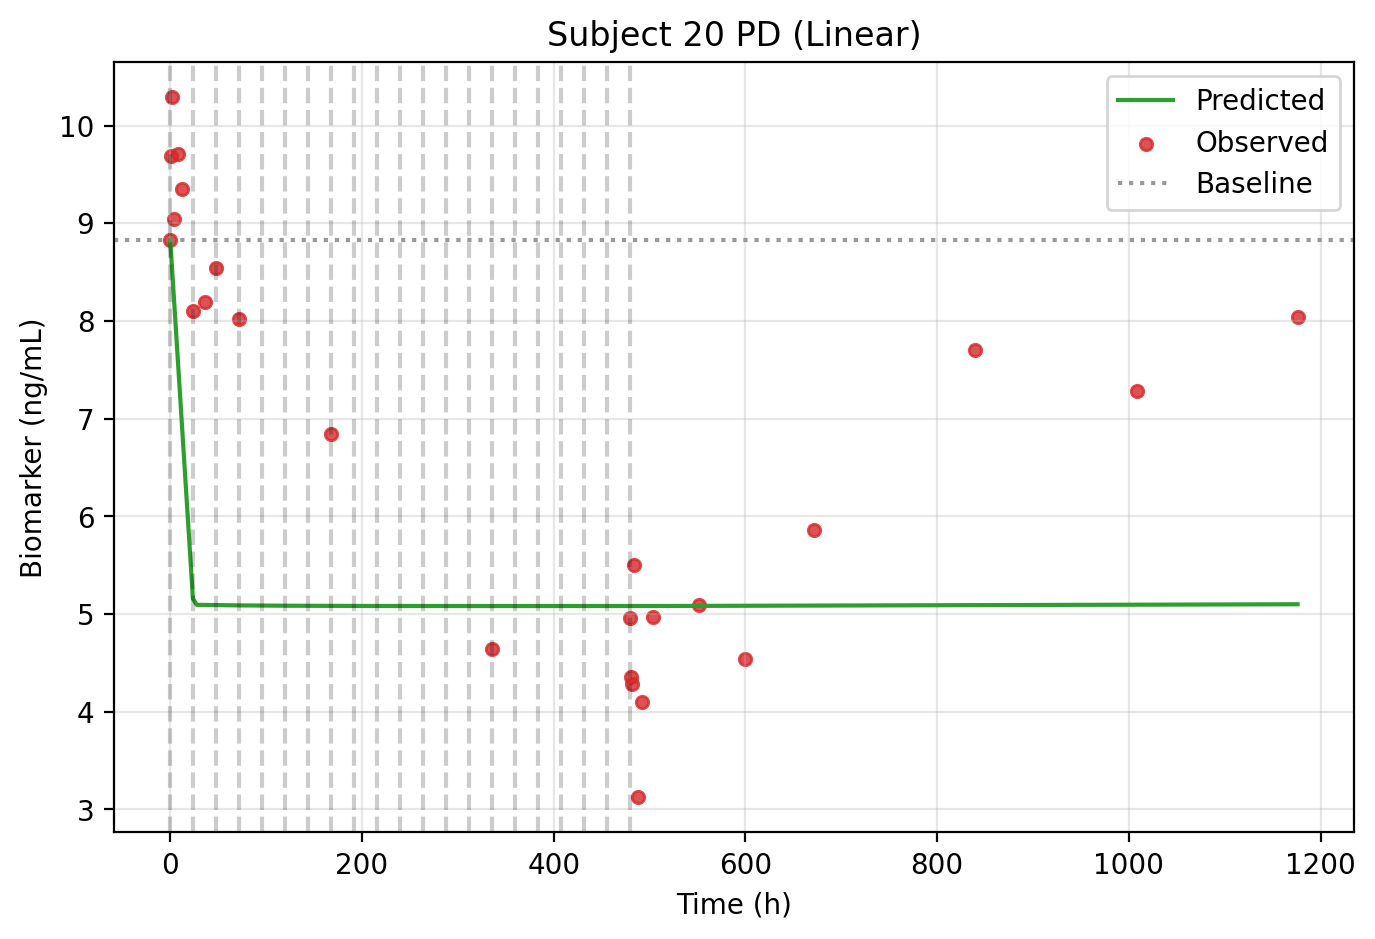 Subject 20 PD (Linear)
Predicted
Observed
Baseline
Biomarker (ng/mL)
10
9
8
7
6
5
4
3
0 200 400 600 800 1000 1200
Time (h)